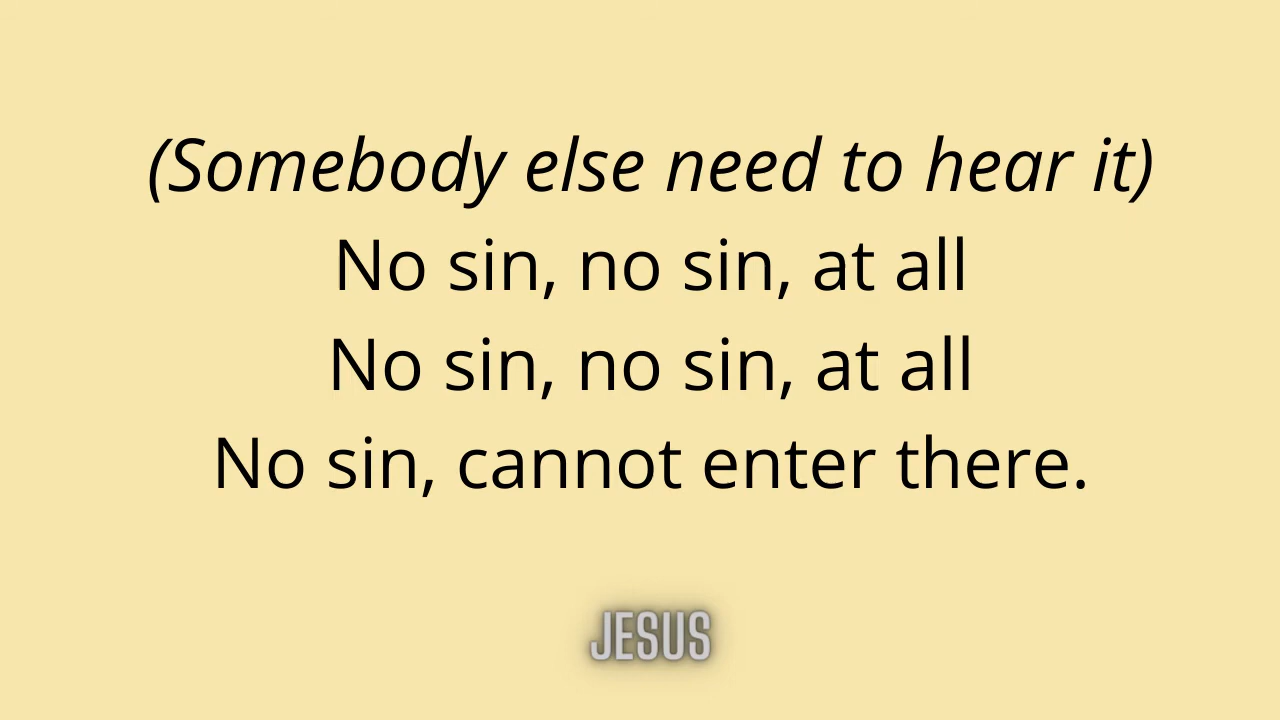 (Somebody else need to hear it)
No sin, no sin, at all
No sin, no sin, at all
No sin, cannot enter there.
JESUS